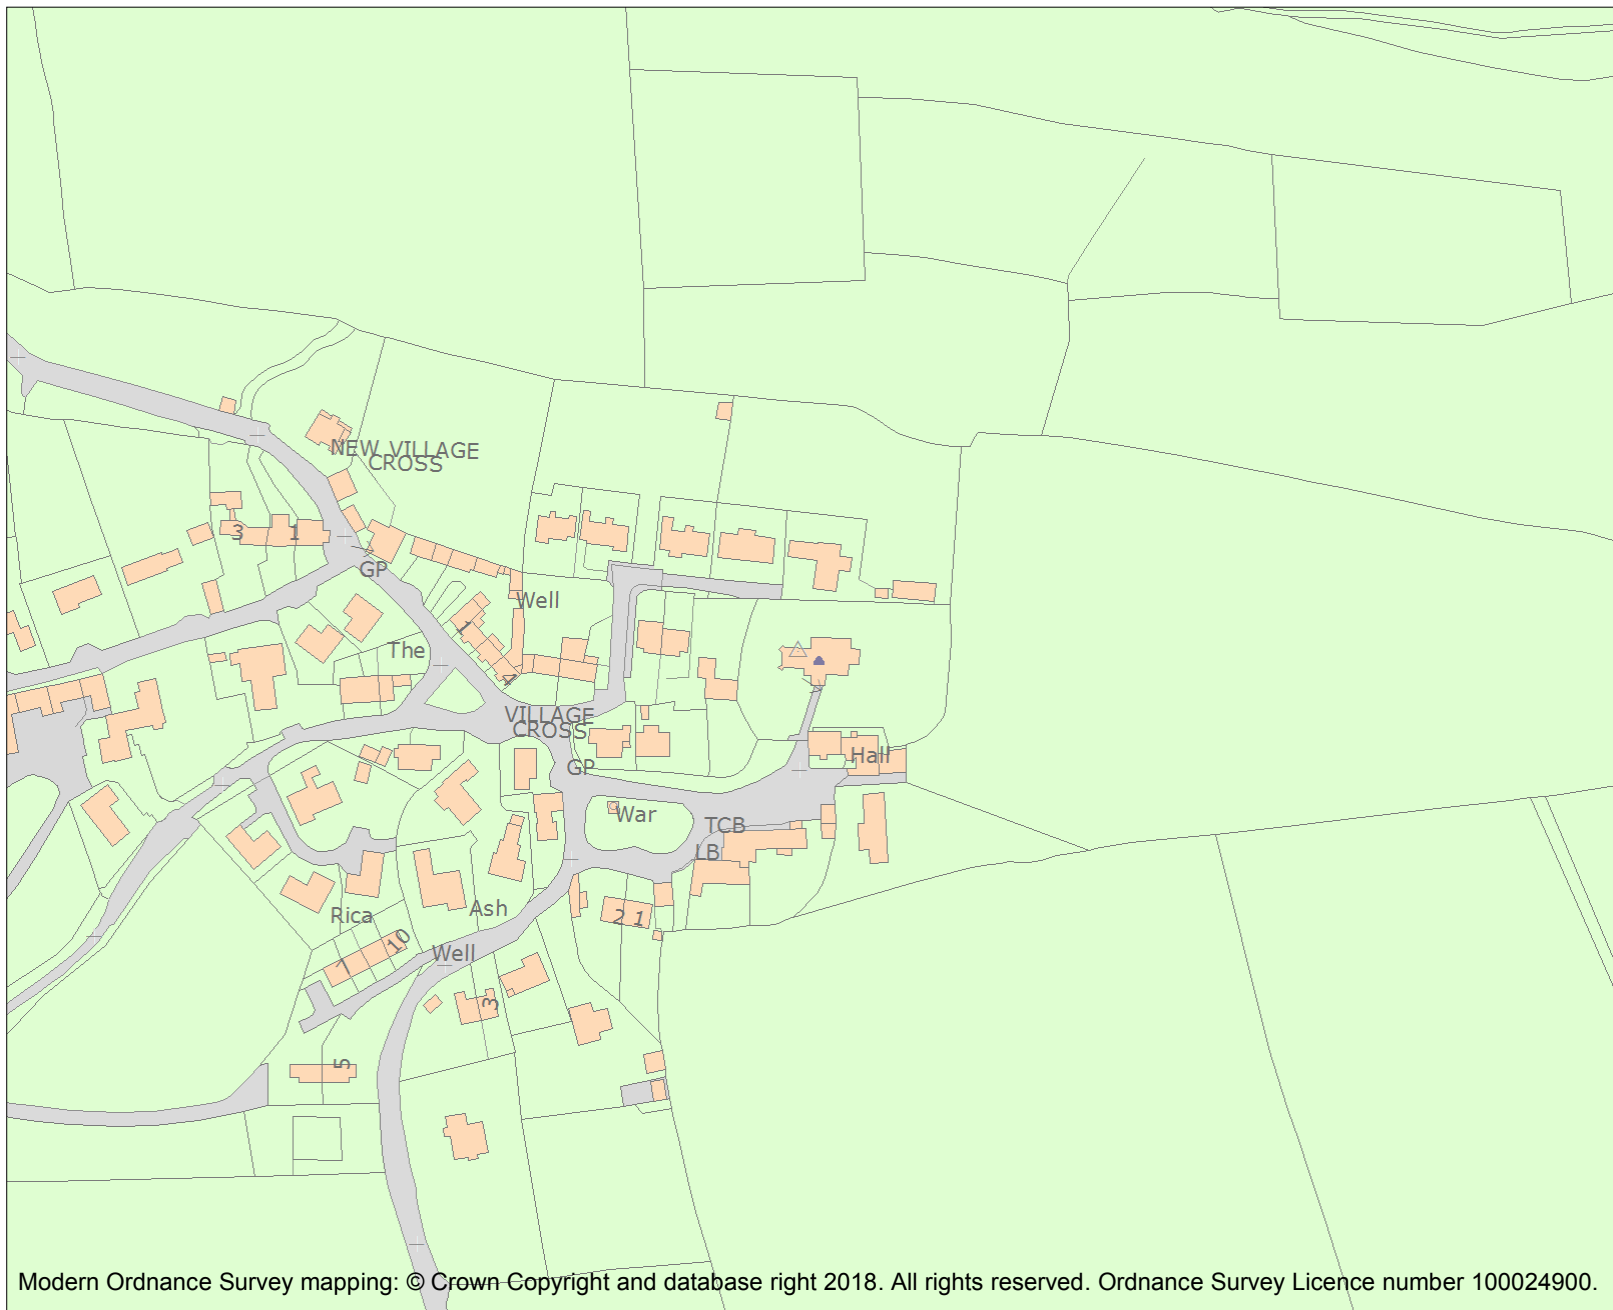 NEW VILLAGE
CROSS
3
1
GP
Well
1
The
4
VILLAGE
CROSS
Hall
GP
War
TCB
LB
Ash
Rica
2 1
10
Well
7
3
5
Modern Ordnance Survey mapping: © Crown Copyright and database right 2018. All rights reserved. Ordnance Survey Licence number 100024900.